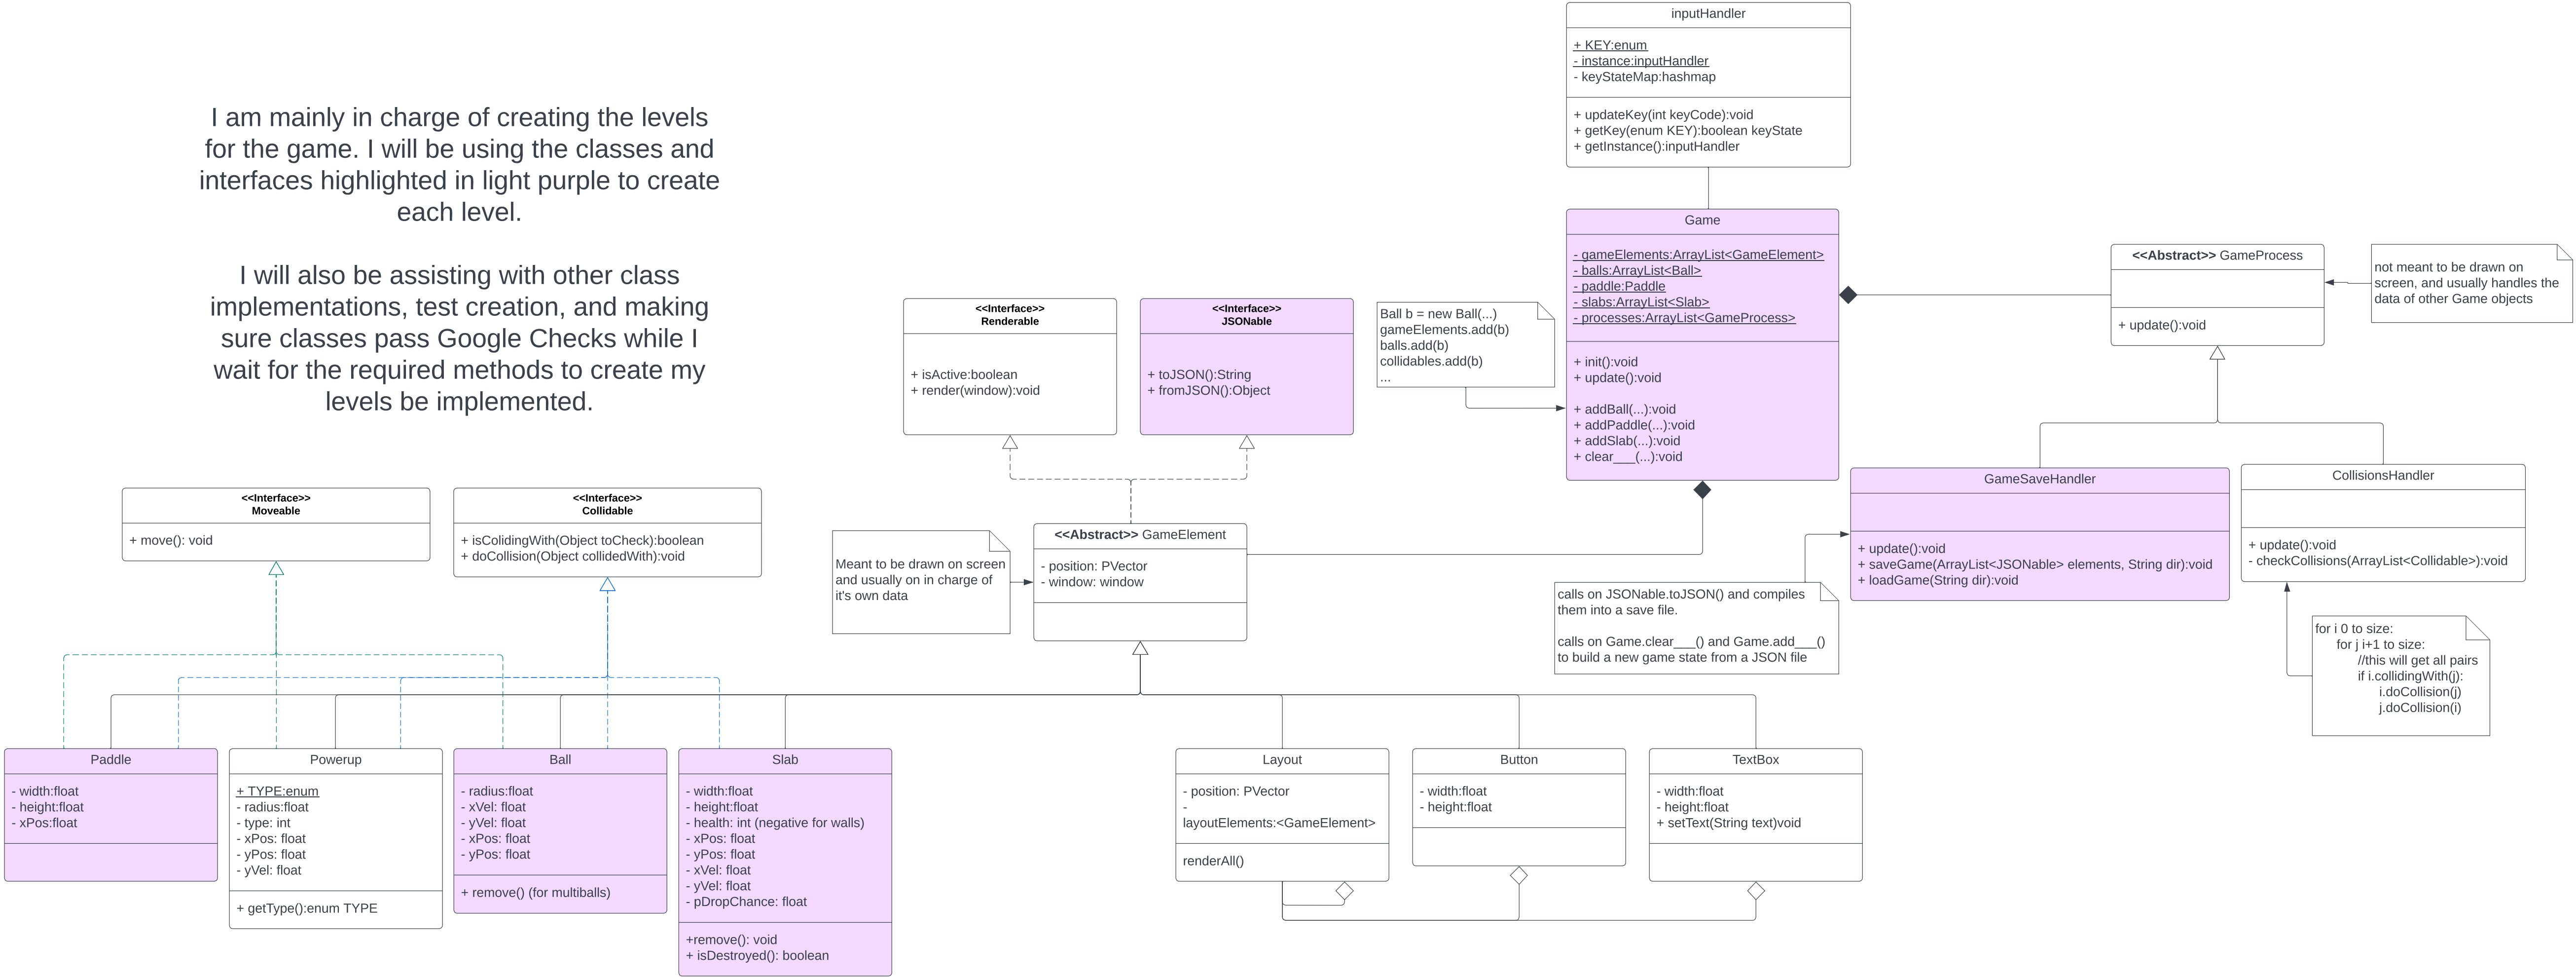 I am mainly in charge of creating the levels
for the game. I will be using the classes and
interfaces highlighted in light purple to create
each level.
I will also be assisting with other class
implementations, test creation, and making
sure classes pass Google Checks while I
wait for the required methods to create my
levels be implemented.
inputHandler
+ KEY:enum
- instance:inputHandler
- keyStateMap:hashmap
+ updateKey(int keyCode):void
+ getKey(enum KEY):boolean keyState
+ getInstance():inputHandler
Game
- gameElements:ArrayList<GameElement>
- balls:ArrayList<Ball>
- paddle:Paddle
- slabs:ArrayList<Slab>
- processes:ArrayList<GameProcess>
+ init():void
+ update():void
+ addBall(...):void
+ addPaddle(...):void
+ addSlab(...):void
+ clear___(...):void
<<Abstract>> GameProcess
+ update():void
not meant to be drawn on
screen, and usually handles the
data of other Game objects
<<Interface>>
Renderable
+ isActive:boolean
+ render(window):void
<<Interface>>
JSONable
+ toJSON():String
+ fromJSON():Object
Ball b = new Ball(...)
gameElements.add(b)
balls.add(b)
collidables.add(b)
...
<<Interface>>
Moveable
+ move(): void
<<Interface>>
Collidable
+ isColidingWith(Object toCheck):boolean
+ doCollision(Object collidedWith):void
Meant to be drawn on screen
and usually on in charge of
it's own data
<<Abstract>> GameElement
- position: PVector
- window: window
GameSaveHandler
+ update():void
+ saveGame(ArrayList<JSONable> elements, String dir):void
+ loadGame(String dir):void
CollisionsHandler
+ update():void
- checkCollisions(ArrayList<Collidable>):void
calls on JSONable.toJSON() and compiles
them into a save file.
calls on Game.clear___() and Game.add___()
to build a new game state from a JSON file
for i 0 to size:
for j i+1 to size:
//this will get all pairs
if i.collidingWith(j):
i.doCollision(j)
j.doCollision(i)
Paddle
- width:float
- height:float
- xPos:float
Powerup
+ TYPE:enum
- radius:float
- type: int
- xPos: float
- yPos: float
- yVel: float
+ getType():enum TYPE
Ball
- radius:float
- xVel: float
- yVel: float
- xPos: float
- yPos: float
+ remove() (for multiballs)
Slab
- width:float
- height:float
- health: int (negative for walls)
- xPos: float
- yPos: float
- xVel: float
- yVel: float
- pDropChance: float
+remove(): void
+ isDestroyed(): boolean
Layout
- position: PVector
-
layoutElements:<GameElement>
renderAll()
Button
- width:float
- height:float
TextBox
- width:float
- height:float
+ setText(String text)void